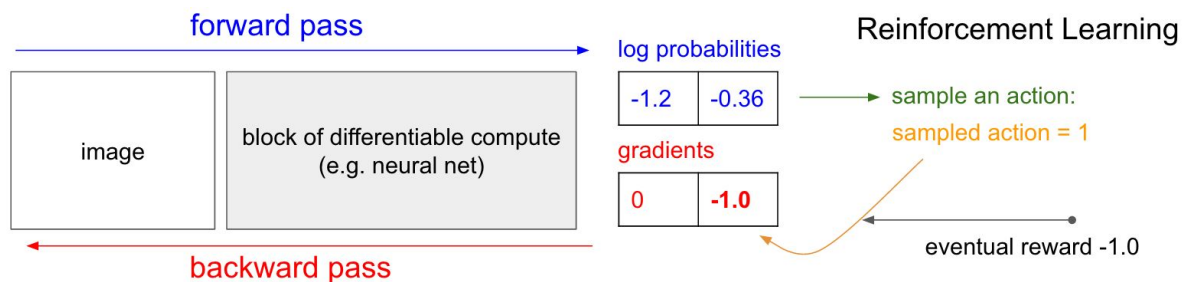 forward pass
Reinforcement Learning
log probabilities
-1.2 -0.36
sample an action:
sampled action = 1
image
block of differentiable compute
(e.g. neural net)
gradients
0 -1.0
eventual reward -1.0
backward pass